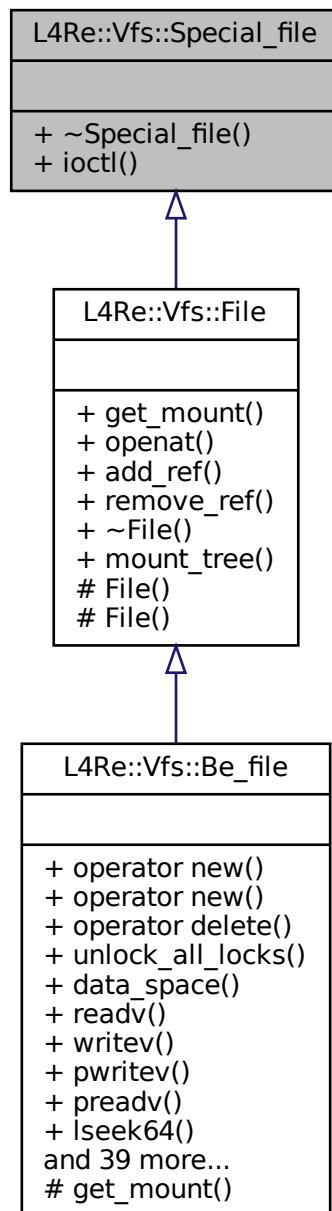 L4Re::Vfs::Special_file
+ ~Special_file()
+ ioctl()
L4Re::Vfs::File
+ get_mount()
+ openat()
+ add_ref()
+ remove_ref()
+ ~File()
+ mount_tree()
# File()
# File()
L4Re::Vfs::Be_file
+ operator new()
+ operator new()
+ operator delete()
+ unlock_all_locks()
+ data_space()
+ readv()
+ writev()
+ pwritev()
+ preadv()
+ lseek64()
and 39 more...
# get_mount()